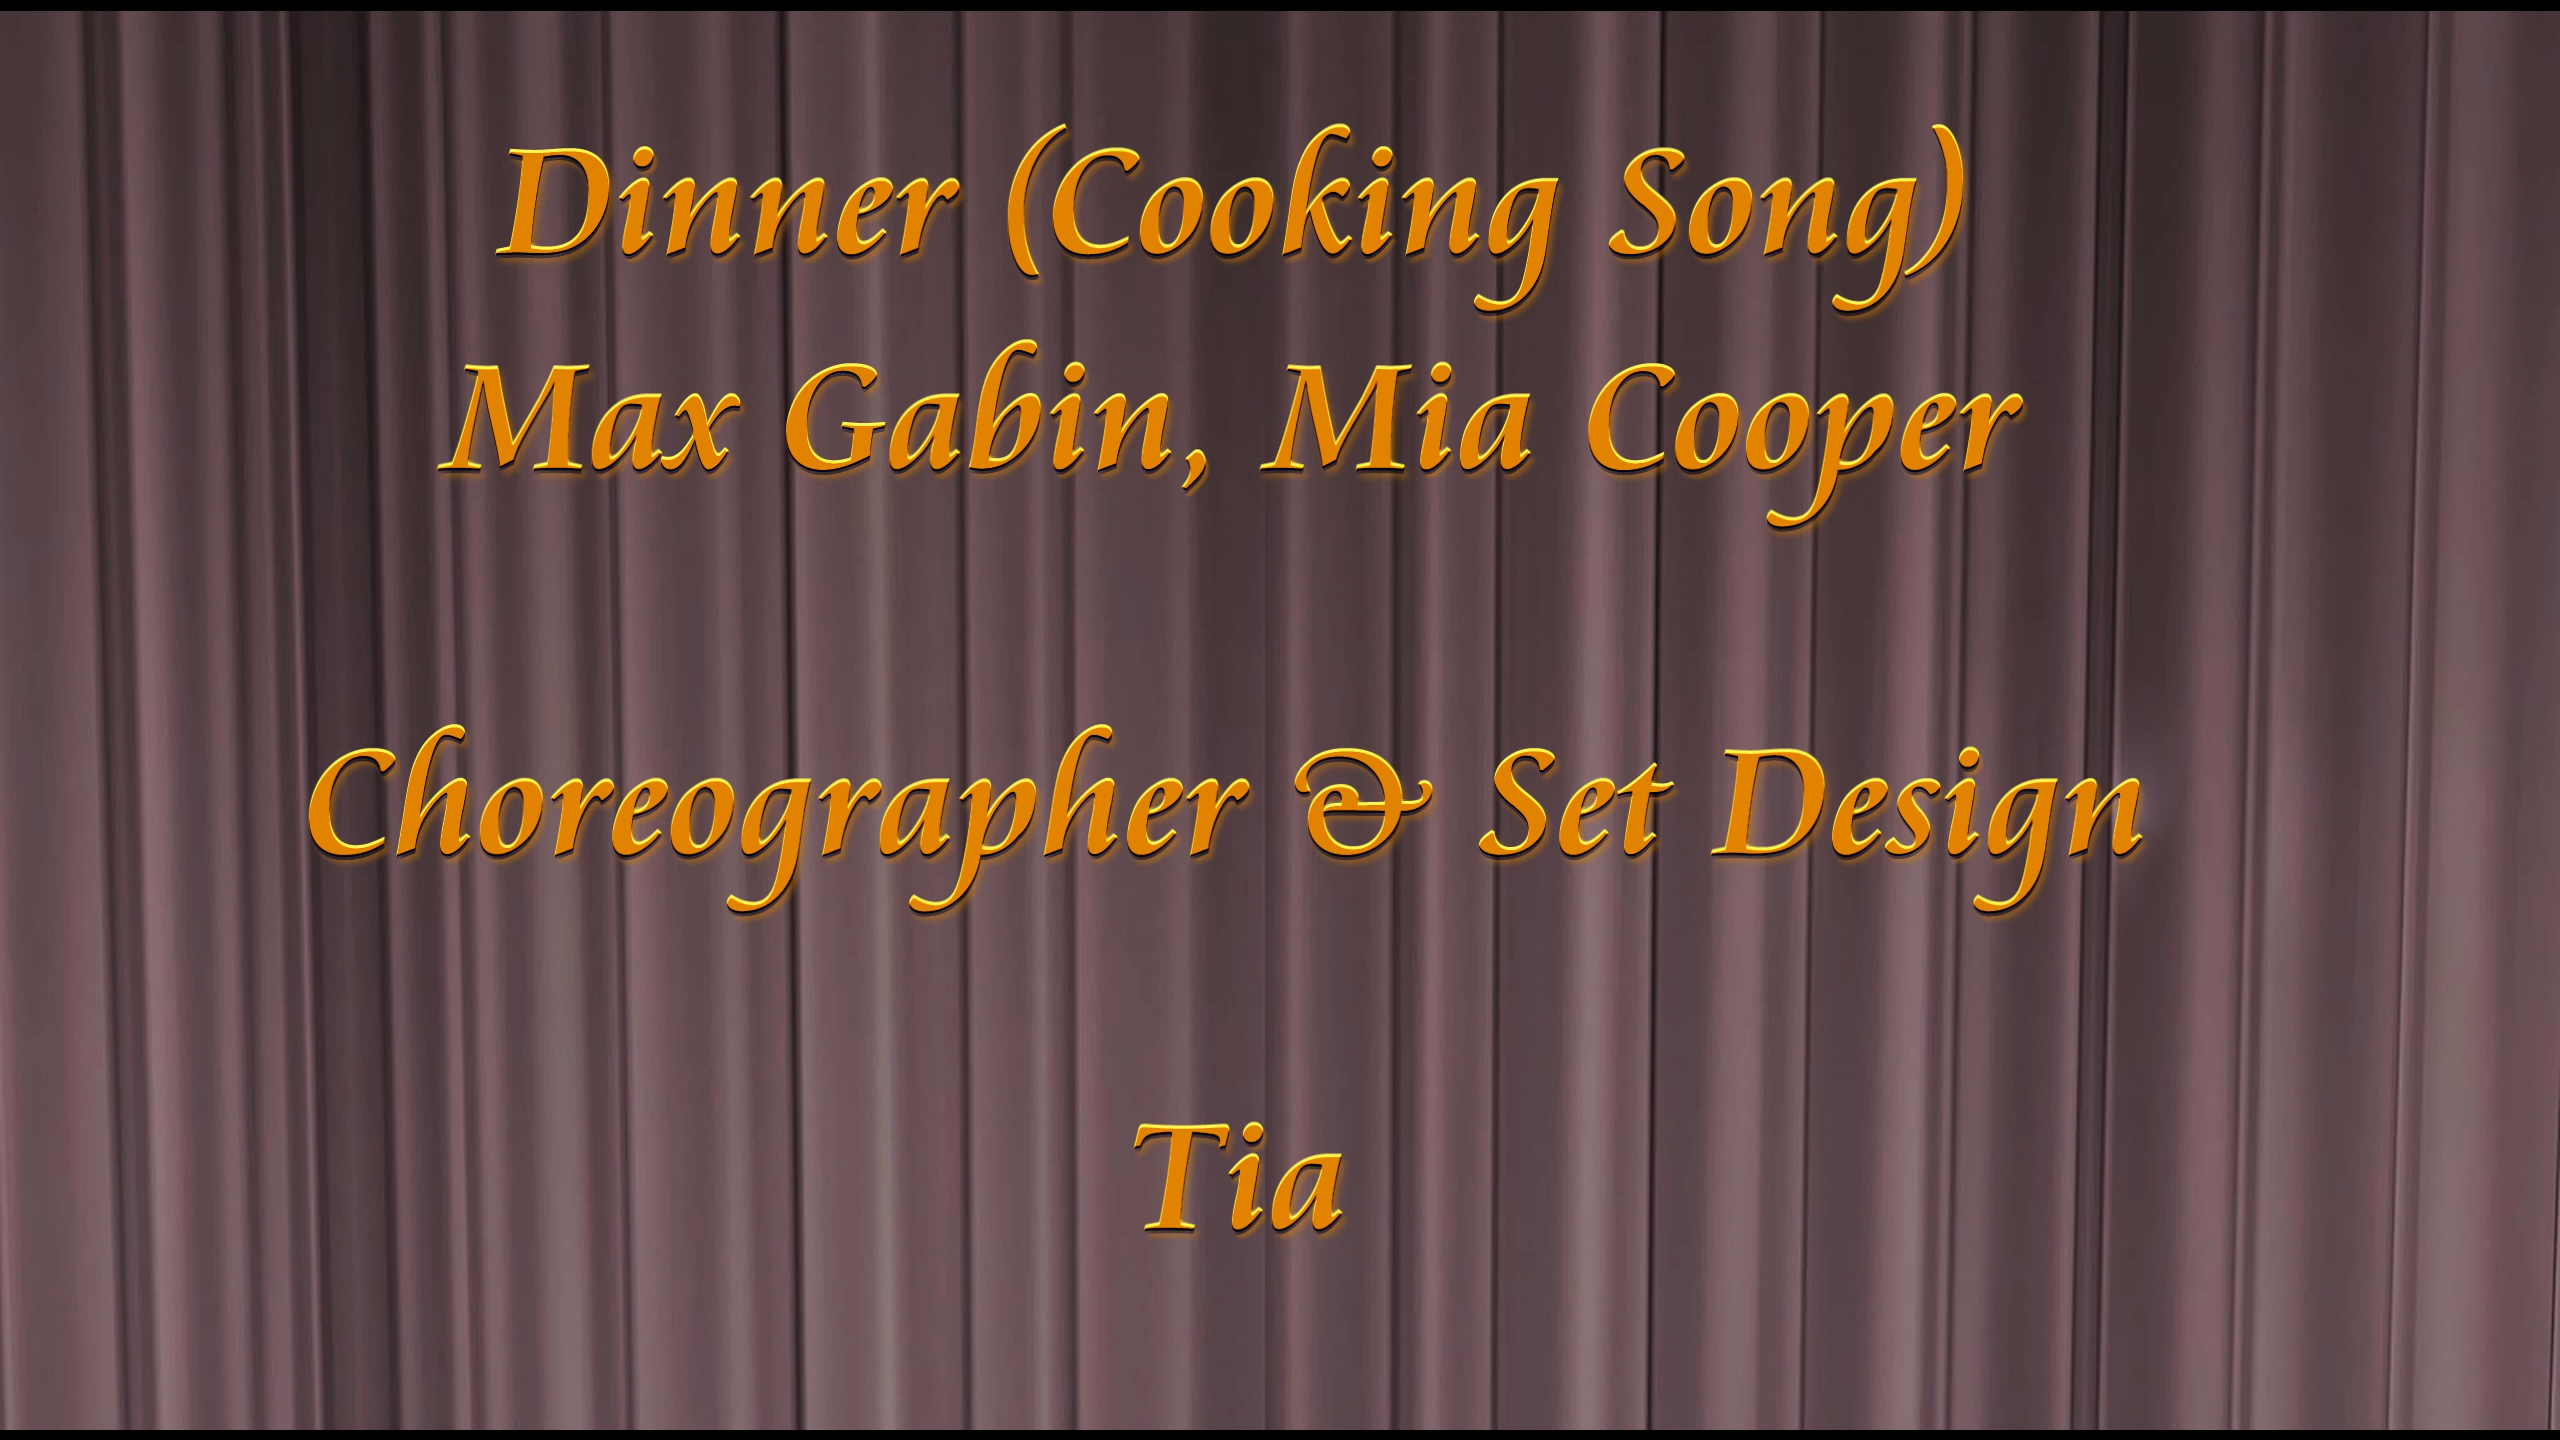 Dinner (Cooking Song)
Max Gabin, Mia Cooper
Choreographer & Set Design
Tia